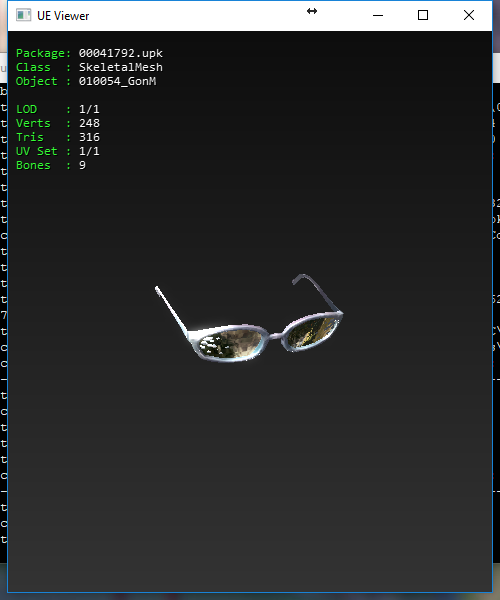 UE Viewer
Package: 00041792.upk
Class  : SkeletalMesh
Object : 010054_GonM
LOD    : 1/1
Verts  : 248
Tris   : 316
UV Set : 1/1
Bones  : 9